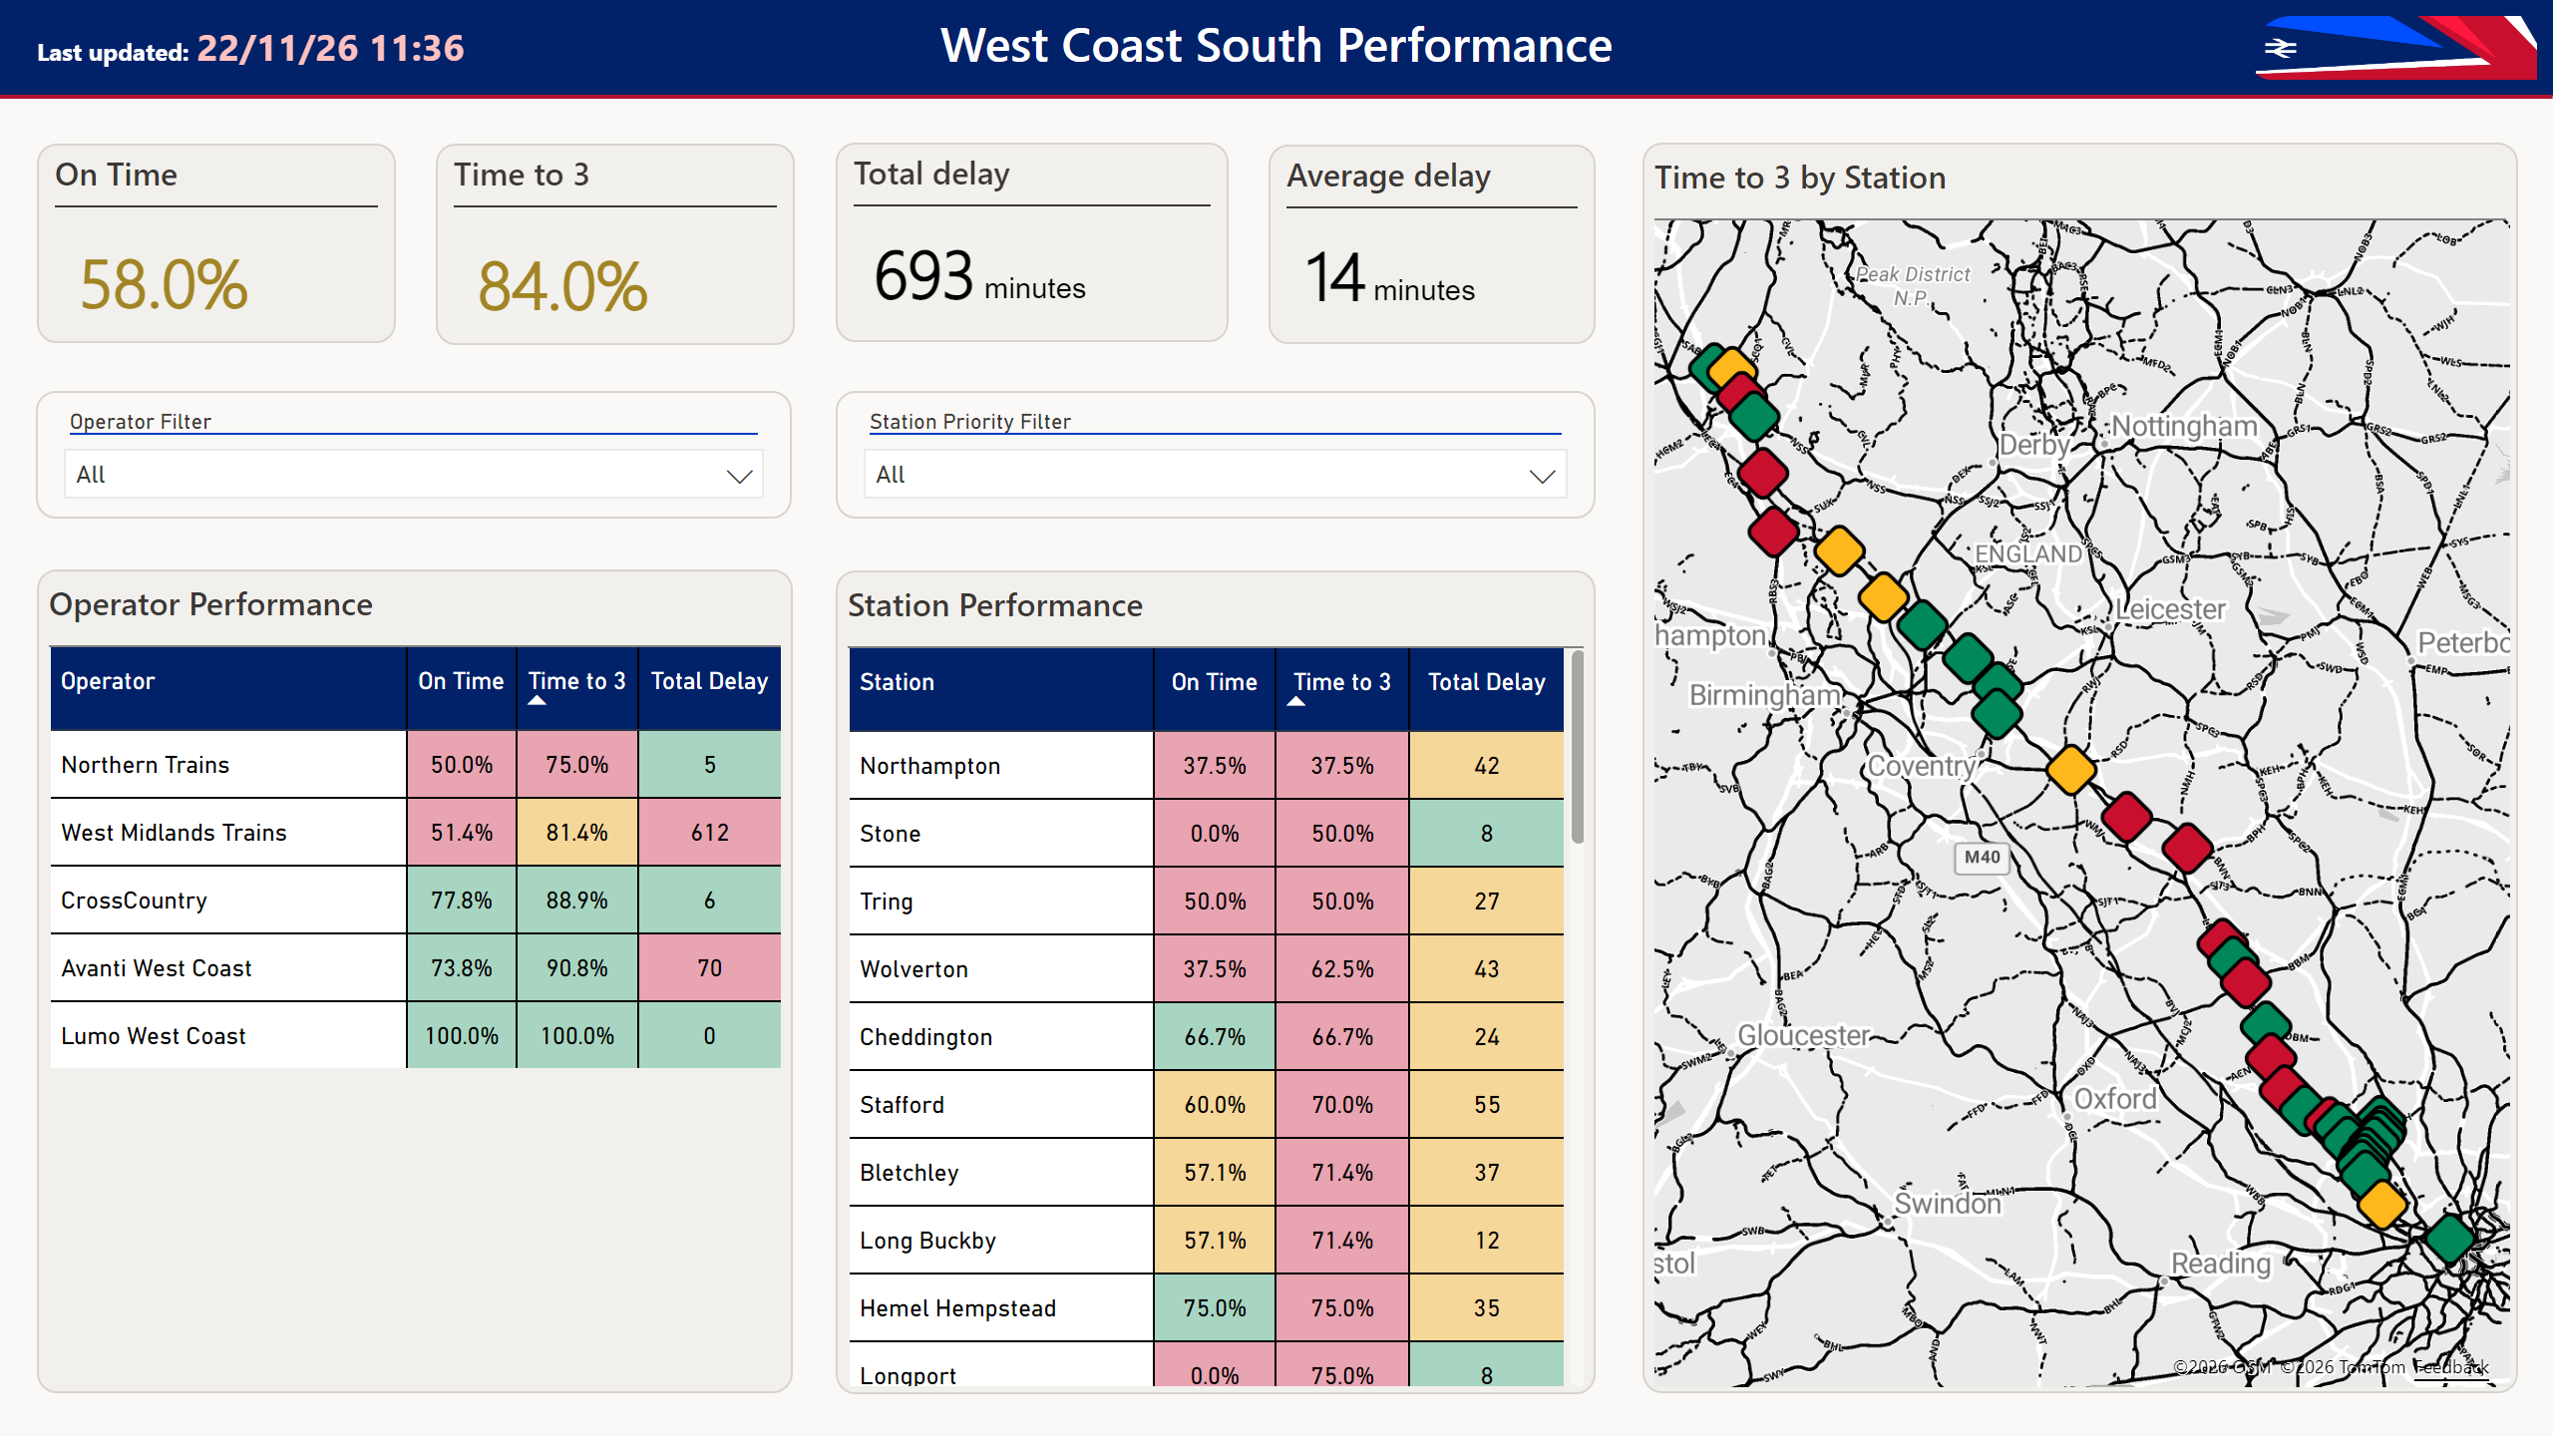 Last updated: 22/11/26 11:36
West Coast South Performance
On Time
58.0%
Time to 3
84.0%
Total delay
693 minutes
Average delay
14 minutes
Operator Filter
All
Station Priority Filter
All
Operator Performance
Operator On Time Time to 3 Total Delay
Northern Trains 50.0% 75.0% 5
West Midlands Trains 51.4% 81.4% 612
CrossCountry 77.8% 88.9% 6
Avanti West Coast 73.8% 90.8% 70
Lumo West Coast 100.0% 100.0% 0
Station Performance
Station On Time Time to 3 Total Delay
Northampton 37.5% 37.5% 42
Stone 0.0% 50.0% 8
Tring 50.0% 50.0% 27
Wolverton 37.5% 62.5% 43
Cheddington 66.7% 66.7% 24
Stafford 60.0% 70.0% 55
Bletchley 57.1% 71.4% 37
Long Buckby 57.1% 71.4% 12
Hemel Hempstead 75.0% 75.0% 35
Longport 0.0% 75.0% 8
Time to 3 by Station
Peak District
N.P.
Nottingham
Derby
ENGLAND
Leicester
hampton
Peterbo
Birmingham
Coventry
M40
Gloucester
Oxford
Swindon
stol
Reading
©2026 OSM ©2026 TomTom Feedback